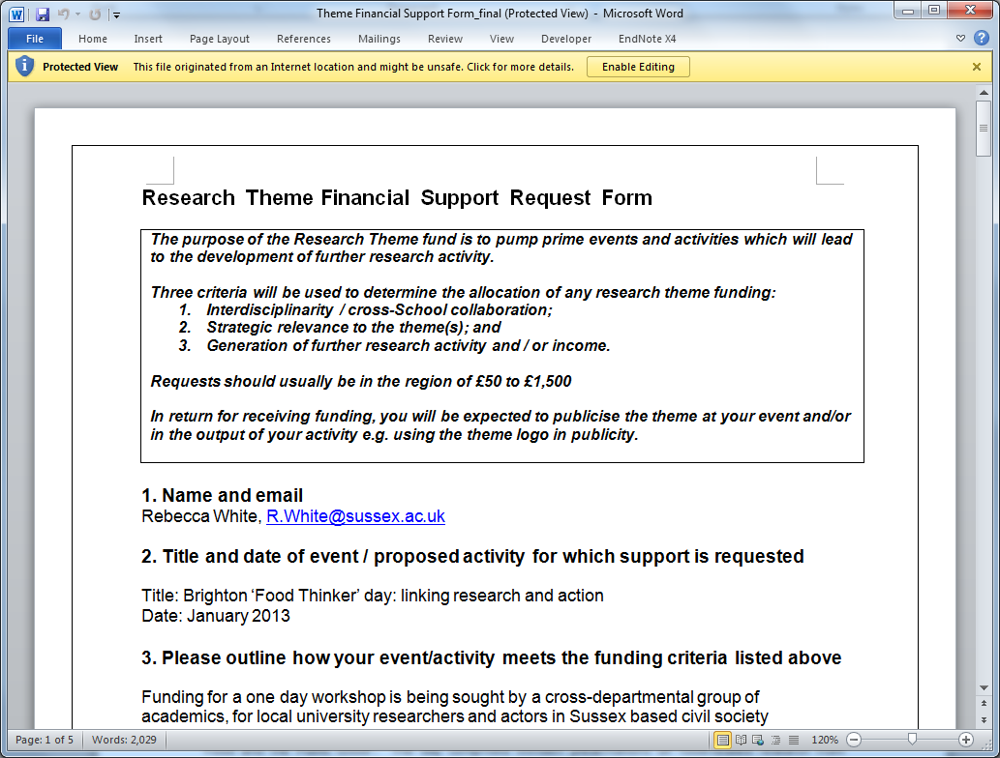 Theme Financial Support Form_final (Protected View) - Microsoft Word
File Home Insert Page Layout References Mailings Review View Developer EndNote X4
Protected View This file originated from an Internet location and might be unsafe. Click for more details. Enable Editing
Research Theme Financial Support Request Form
The purpose of the Research Theme fund is to pump prime events and activities which will lead
to the development of further research activity.
Three criteria will be used to determine the allocation of any research theme funding:
1. Interdisciplinarity / cross-School collaboration;
2. Strategic relevance to the theme(s); and
3. Generation of further research activity and / or income.
Requests should usually be in the region of £50 to £1,500
In return for receiving funding, you will be expected to publicise the theme at your event and/or
in the output of your activity e.g. using the theme logo in publicity.
1. Name and email
Rebecca White, R.White@sussex.ac.uk
2. Title and date of event / proposed activity for which support is requested
Title: Brighton ‘Food Thinker’ day: linking research and action
Date: January 2013
3. Please outline how your event/activity meets the funding criteria listed above
Funding for a one day workshop is being sought by a cross-departmental group of
academics, for local university researchers and actors in Sussex based civil society
Page: 1 of 5 Words: 2,029 120%